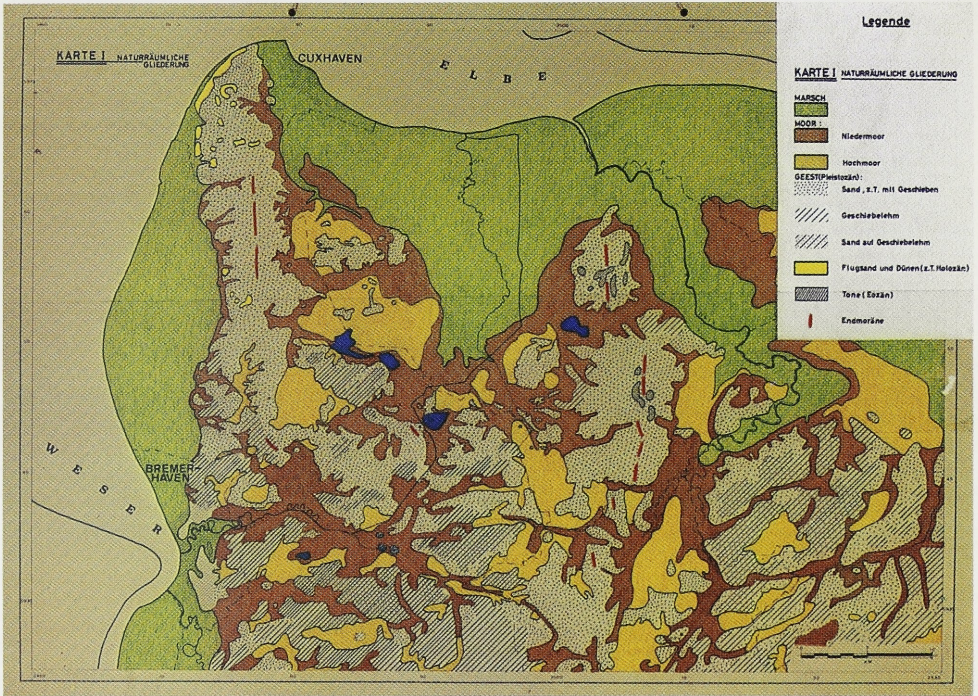 KARTE I NATURRÄUMLICHE
GLIEDERUNG
CUXHAVEN
ELBE
BREMER-
HAVEN
WESER
Legende
KARTE I NATURRÄUMLICHE GLIEDERUNG
MARSCH
MOOR:
Niedermoor
Hochmoor
GEEST(Pleistozän):
Sand, z.T. mit Geschieben
Geschiebelehm
Sand auf Geschiebelehm
Flugsand und Dünen (z.T. Holozän)
Tone (Eozän)
Endmoräne